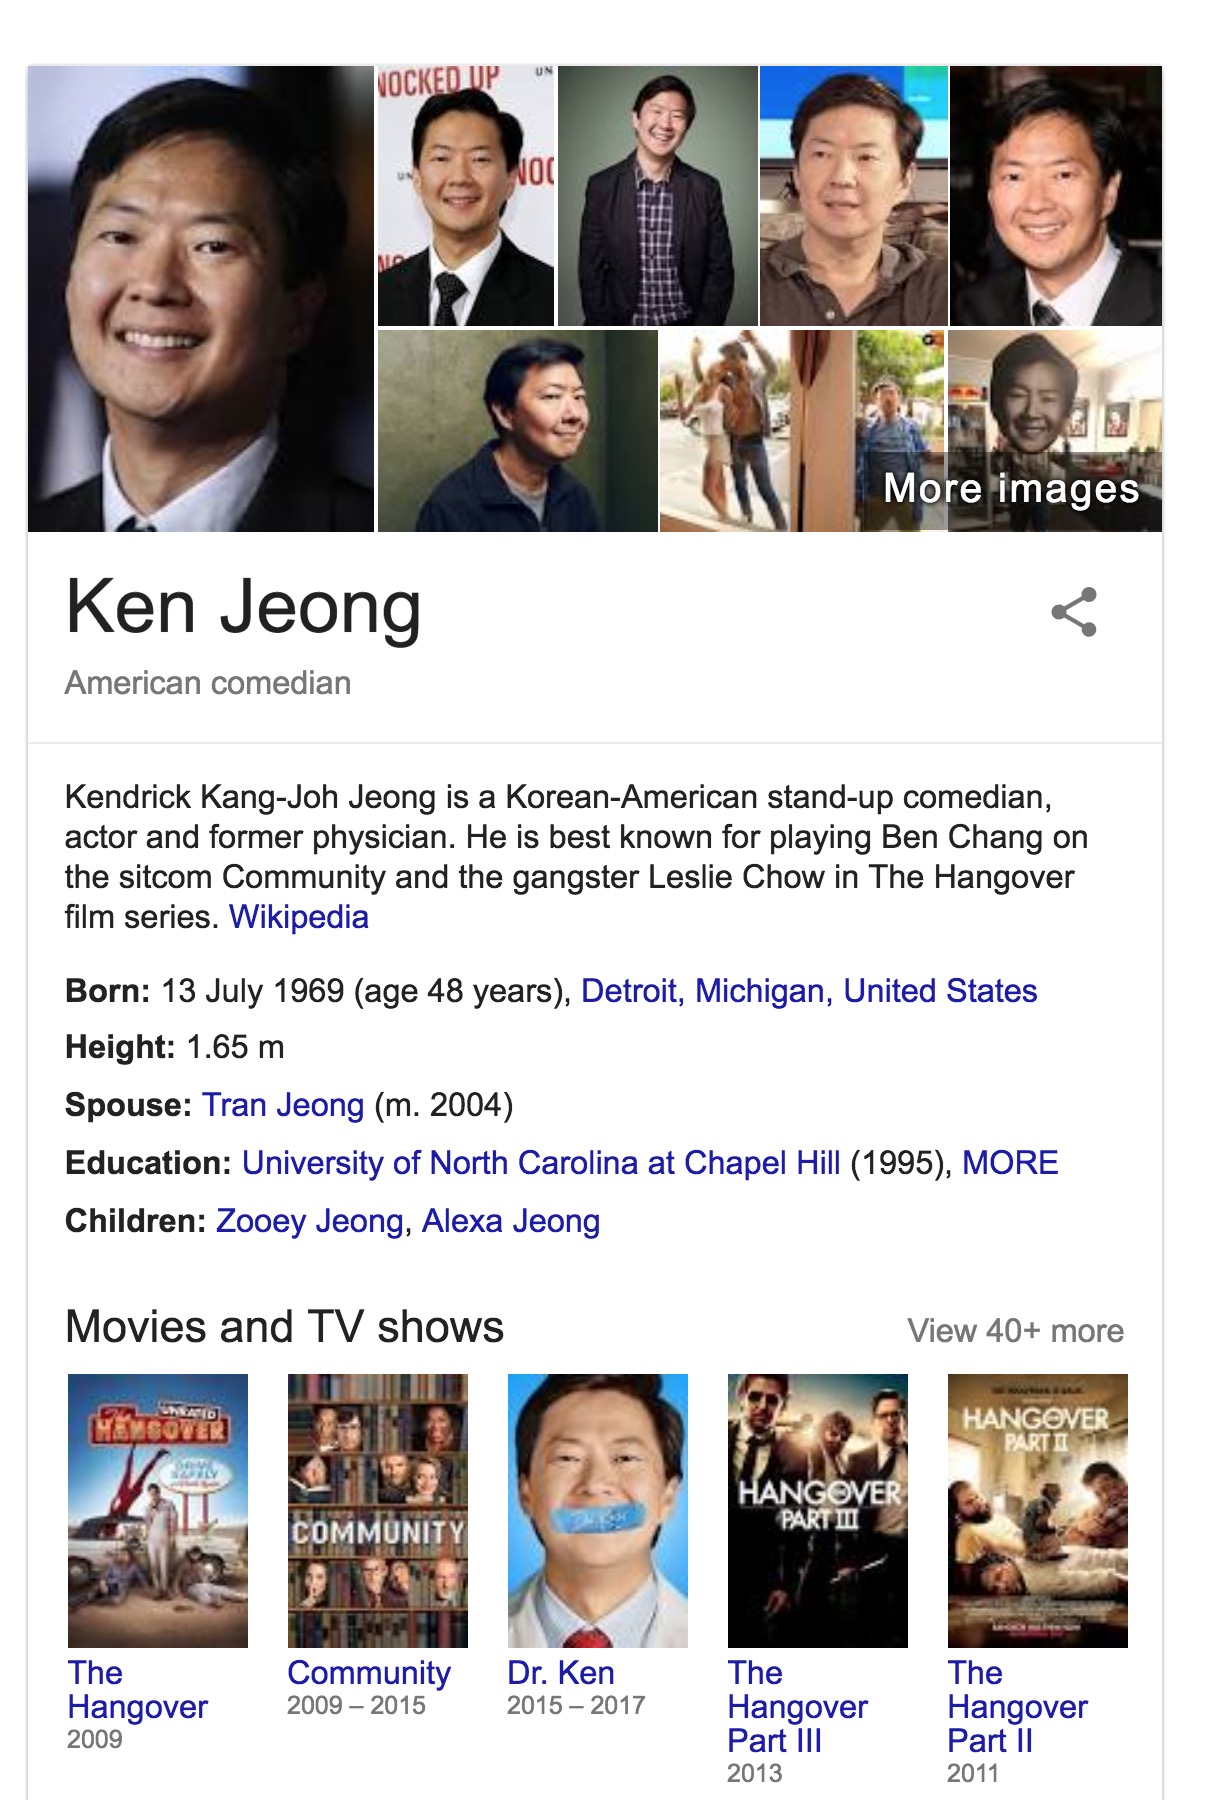 NOCKED UP
UN
UN
NOC
NO
More images
Ken Jeong
American comedian
Kendrick Kang-Joh Jeong is a Korean-American stand-up comedian,
actor and former physician. He is best known for playing Ben Chang on
the sitcom Community and the gangster Leslie Chow in The Hangover
film series. Wikipedia
Born: 13 July 1969 (age 48 years), Detroit, Michigan, United States
Height: 1.65 m
Spouse: Tran Jeong (m. 2004)
Education: University of North Carolina at Chapel Hill (1995), MORE
Children: Zooey Jeong, Alexa Jeong
Movies and TV shows
View 40+ more
UNRATED
HANGOVER
COMMUNITY
HANGOVER
PART III
HANGOVER
PART II
The
Hangover
2009
Community
2009 – 2015
Dr. Ken
2015 – 2017
The
Hangover
Part III
2013
The
Hangover
Part II
2011